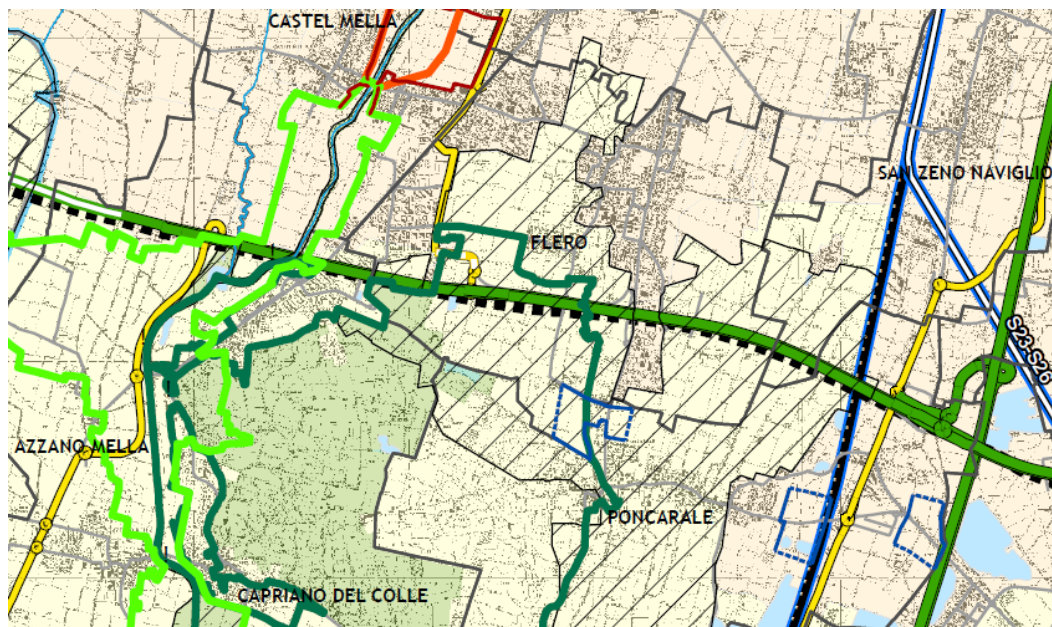 CASTEL MELLA
SAN ZENO NAVIGLIO
FLERO
S23-S26
AZZANO MELLA
PONCARALE
CAPRIANO DEL COLLE